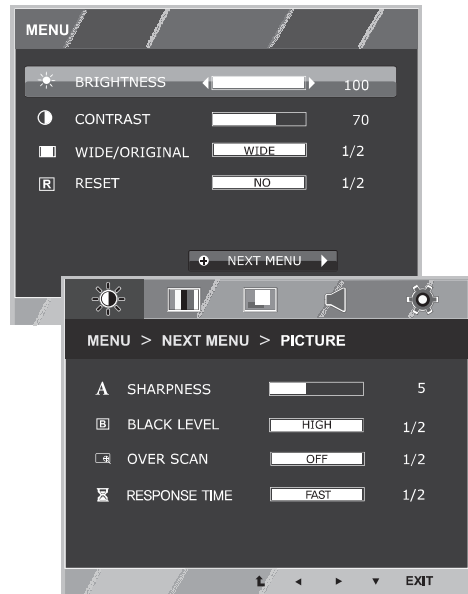 MENU
BRIGHTNESS 100
CONTRAST 70
WIDE/ORIGINAL WIDE 1/2
R RESET NO 1/2
NEXT MENU
MENU > NEXT MENU > PICTURE
A SHARPNESS 5
B BLACK LEVEL HIGH 1/2
OVER SCAN OFF 1/2
RESPONSE TIME FAST 1/2
EXIT